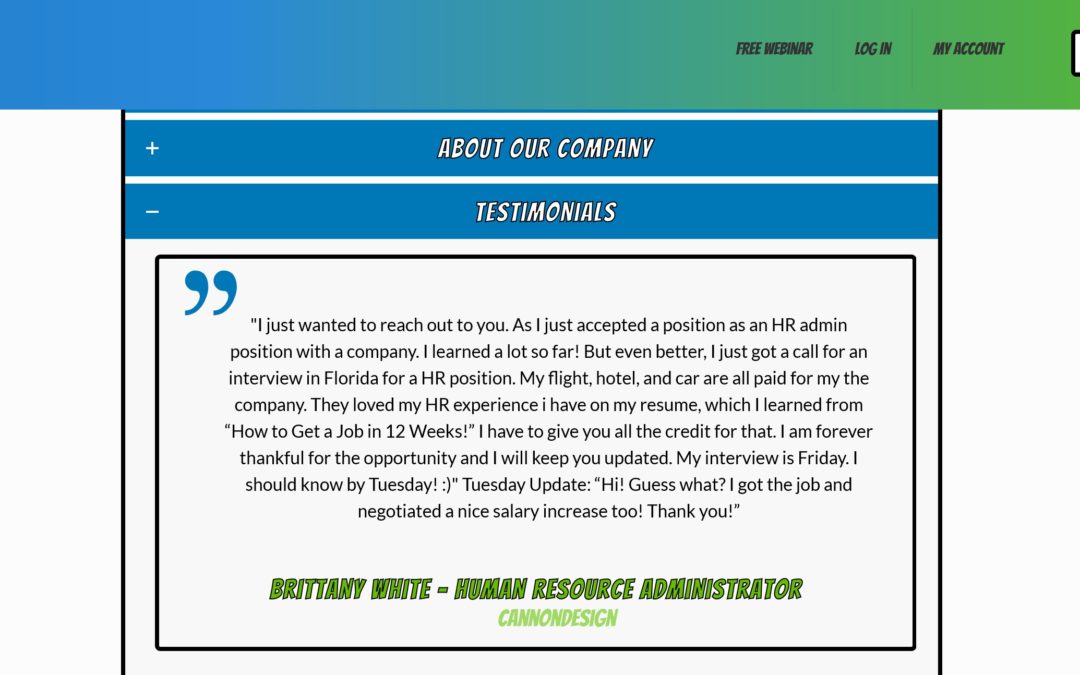 FREE WEBINAR LOG IN MY ACCOUNT
+ ABOUT OUR COMPANY
− TESTIMONIALS
”
"I just wanted to reach out to you. As I just accepted a position as an HR admin
position with a company. I learned a lot so far! But even better, I just got a call for an
interview in Florida for a HR position. My flight, hotel, and car are all paid for my the
company. They loved my HR experience i have on my resume, which I learned from
“How to Get a Job in 12 Weeks!” I have to give you all the credit for that. I am forever
thankful for the opportunity and I will keep you updated. My interview is Friday. I
should know by Tuesday! :)" Tuesday Update: “Hi! Guess what? I got the job and
negotiated a nice salary increase too! Thank you!”
BRITTANY WHITE - HUMAN RESOURCE ADMINISTRATOR
CANNONDESIGN